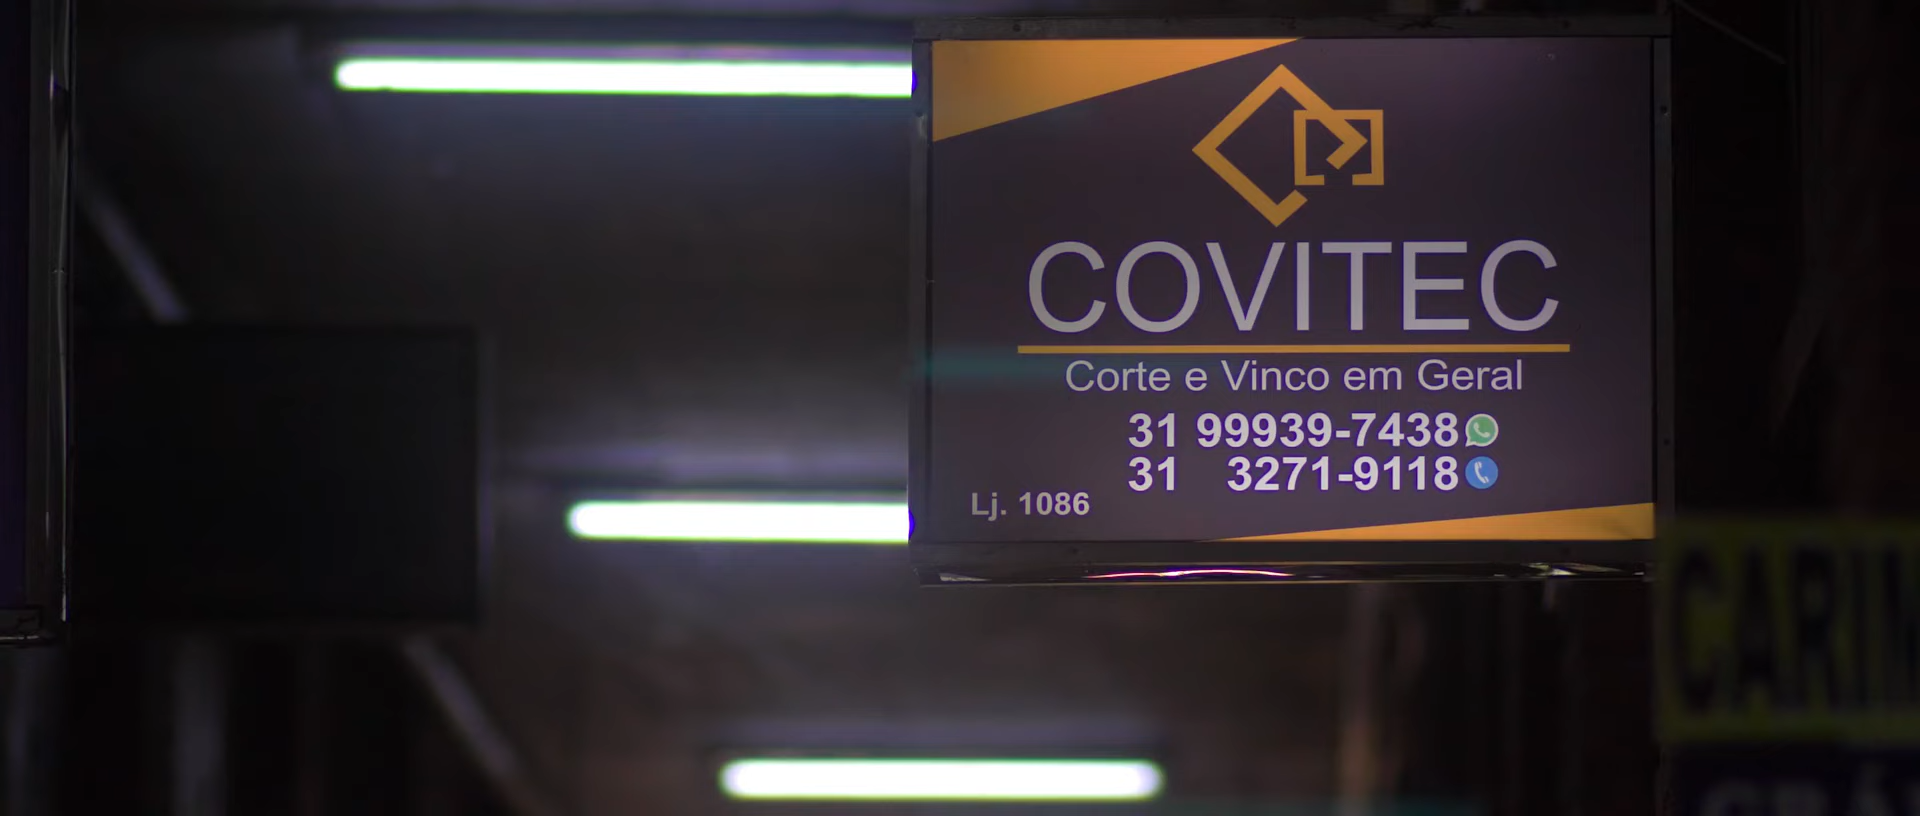 COVITEC
Corte e Vinco em Geral
31 99939-7438
31 3271-9118
Lj. 1086